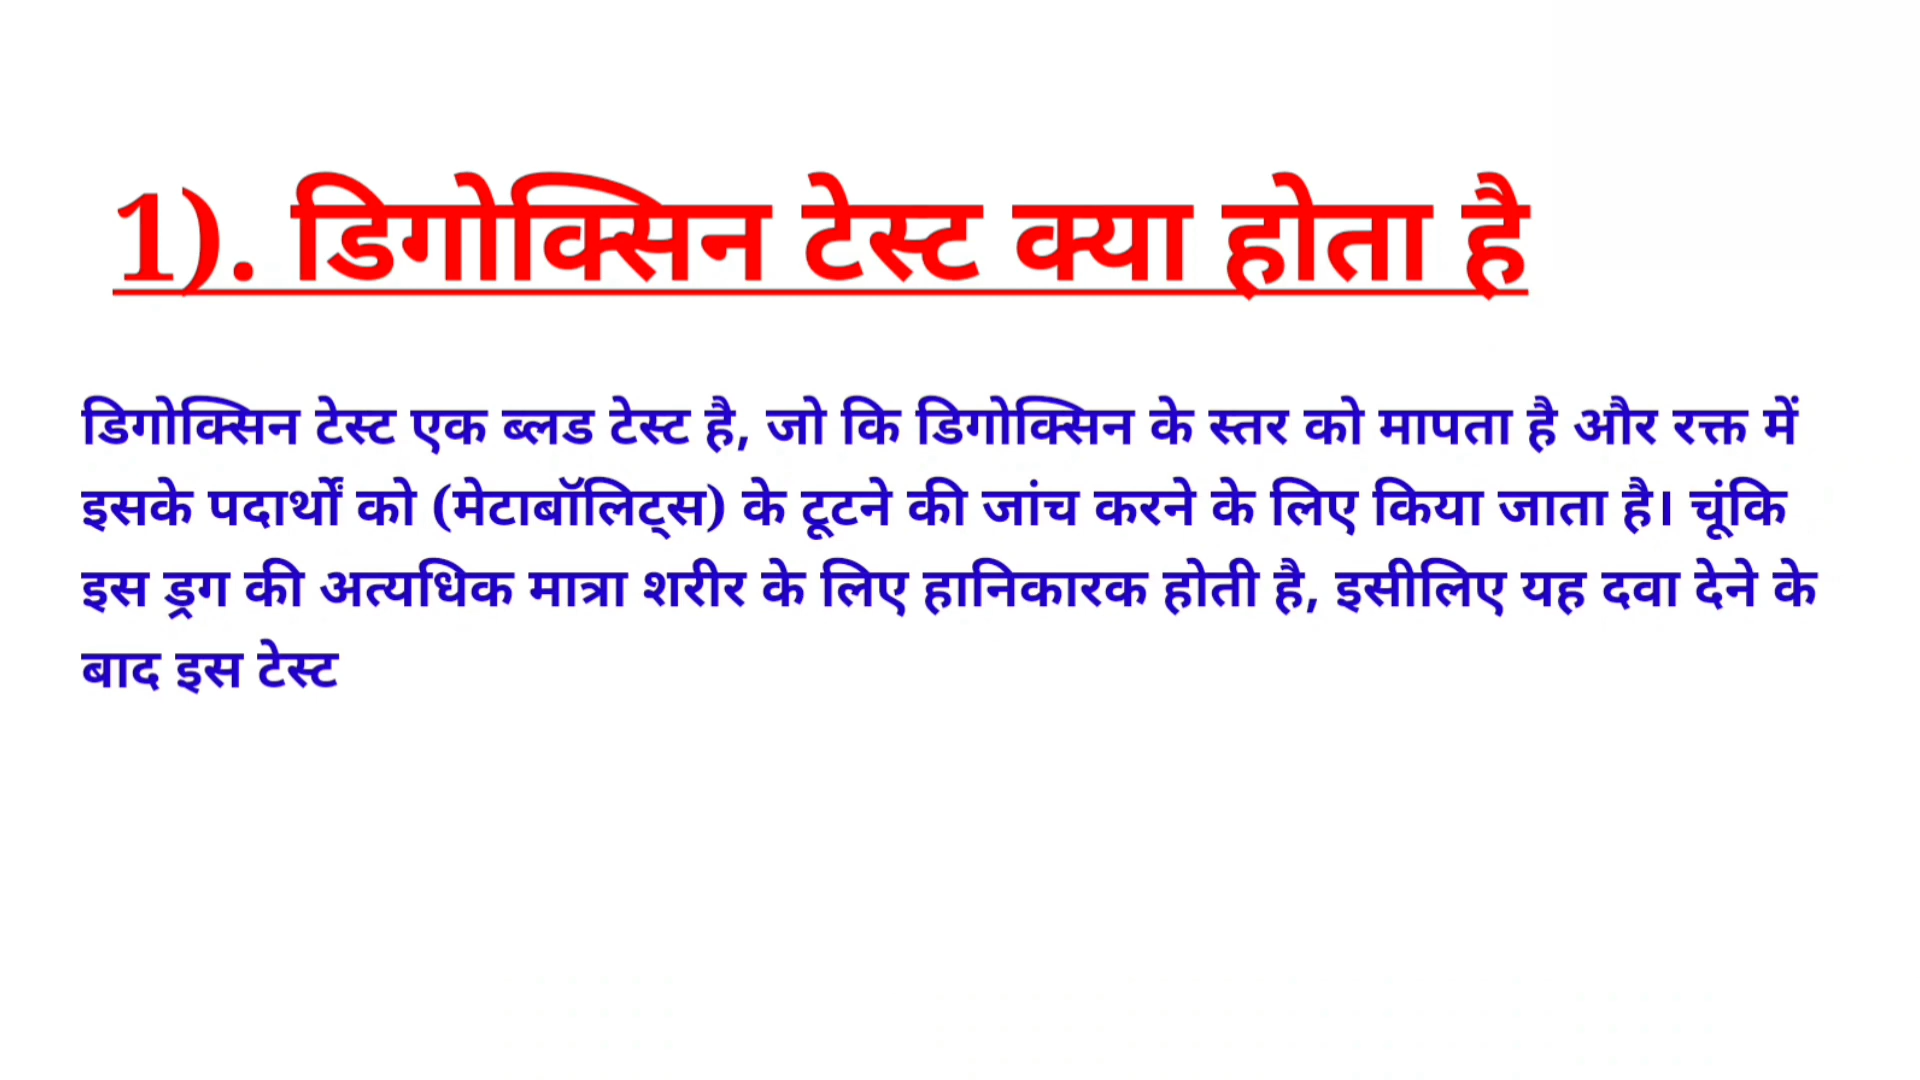 1). डिगोक्सिन टेस्ट क्या होता है
डिगोक्सिन टेस्ट एक ब्लड टेस्ट है, जो कि डिगोक्सिन के स्तर को मापता है और रक्त में
इसके पदार्थों को (मेटाबॉलिट्स) के टूटने की जांच करने के लिए किया जाता है। चूंकि
इस ड्रग की अत्यधिक मात्रा शरीर के लिए हानिकारक होती है, इसीलिए यह दवा देने के
बाद इस टेस्ट